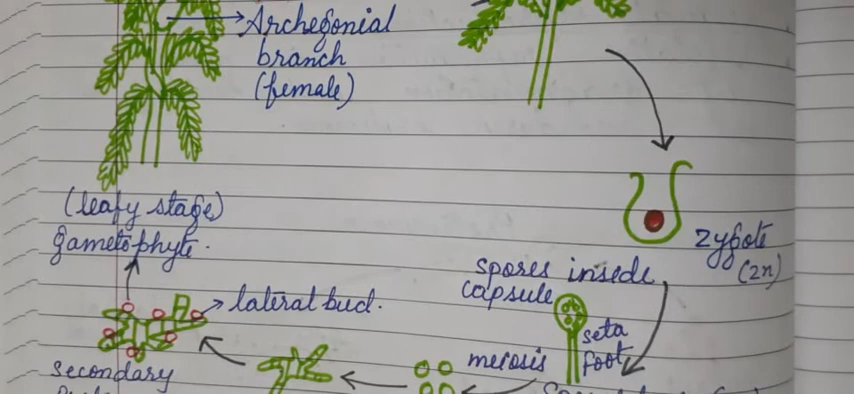 Archegonial
branch
(female)
(leafy stage)
gametophyte.
zygote
(2n)
spores inside
capsule
lateral bud.
seta
foot
meiosis
secondary